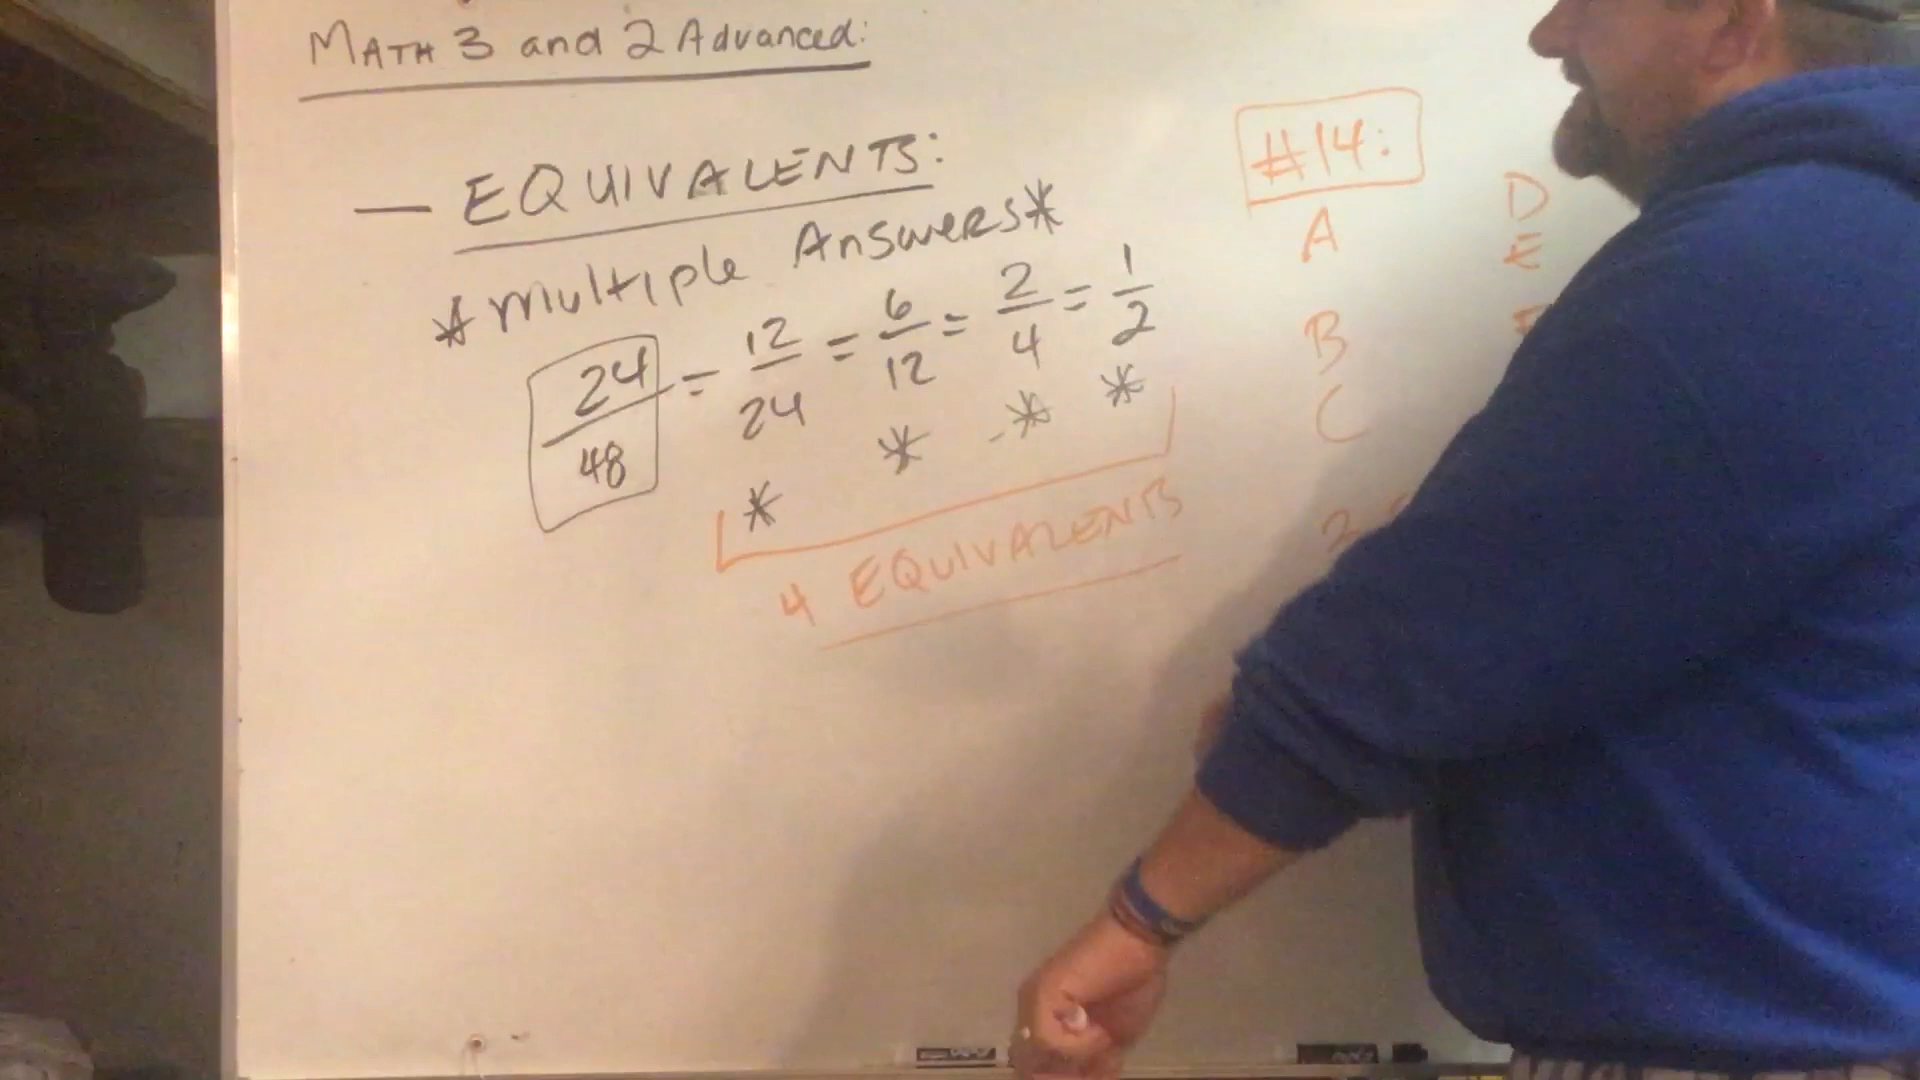 MATH 3 and 2 Advanced:
— EQUIVALENTS:
*Multiple Answers*
24/48 = 12/24 = 6/12 = 2/4 = 1/2
* * * *
4 EQUIVALENTS
#14:
A
B
C
2
D
E